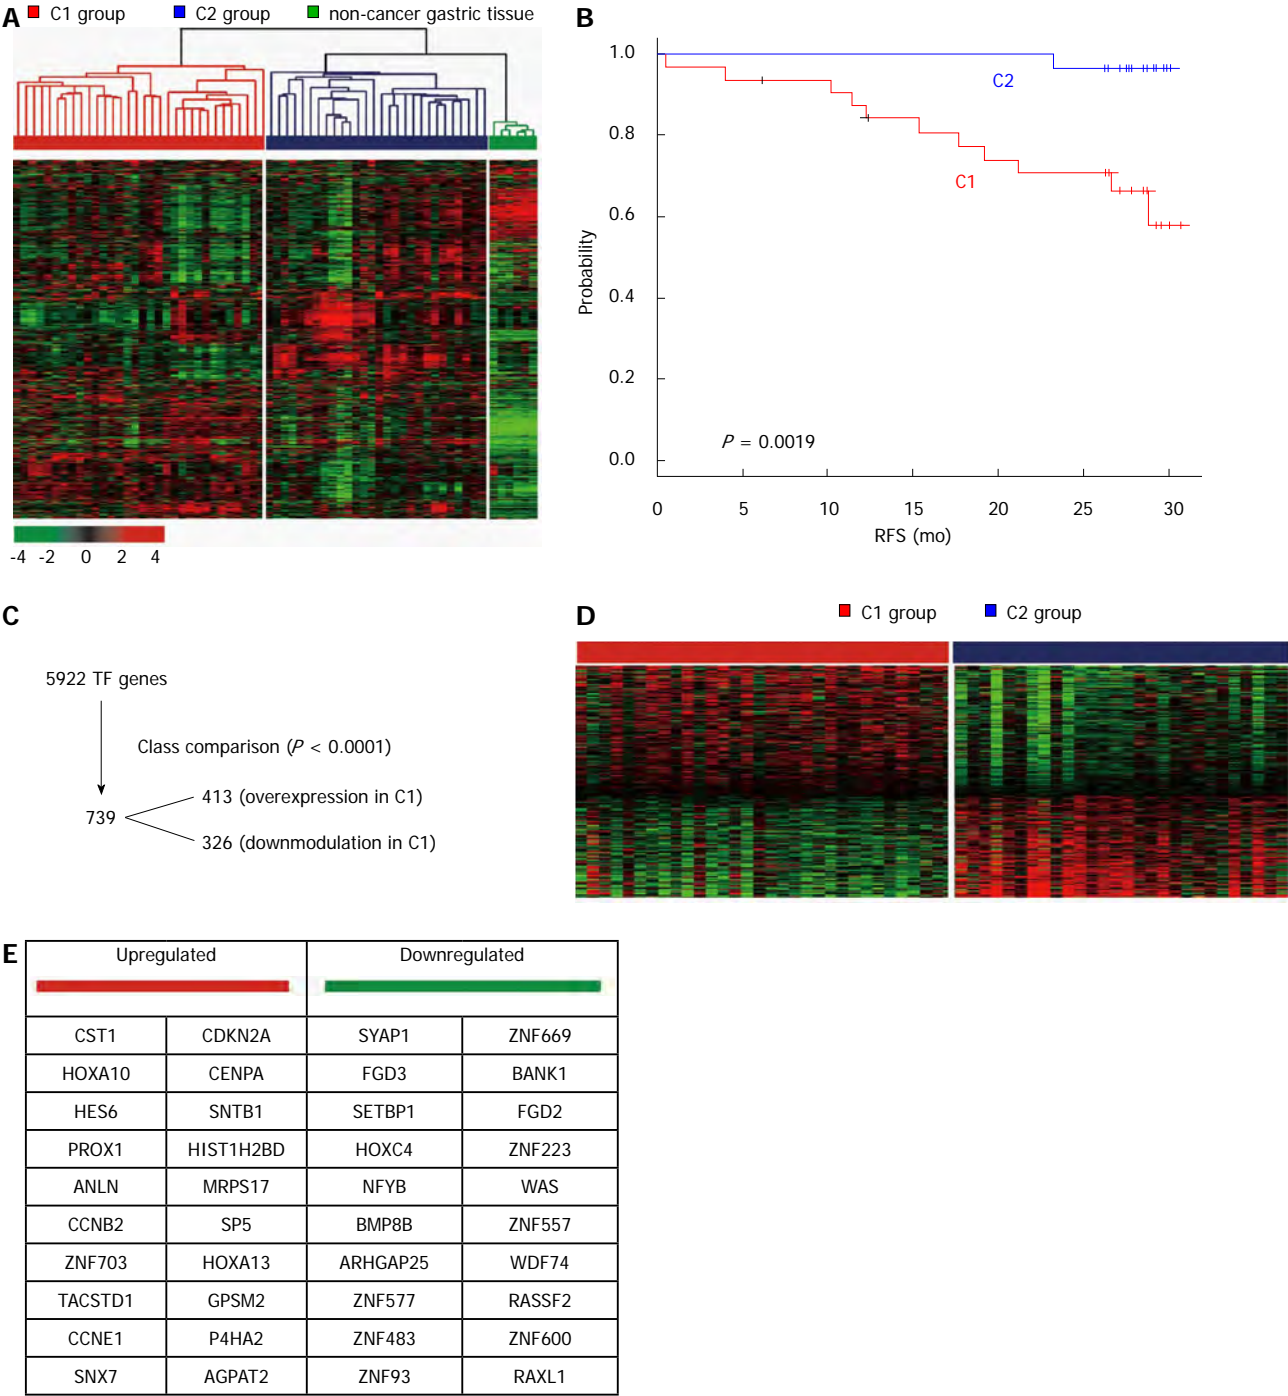 A
C1 group
C2 group
non-cancer gastric tissue
-4 -2 0 2 4
B
1.0
0.8
0.6
0.4
0.2
0.0
Probability
C2
C1
P = 0.0019
0 5 10 15 20 25 30
RFS (mo)
C
5922 TF genes
Class comparison (P < 0.0001)
739
413 (overexpression in C1)
326 (downmodulation in C1)
D
C1 group
C2 group
E
Upregulated Downregulated
CST1 CDKN2A SYAP1 ZNF669
HOXA10 CENPA FGD3 BANK1
HES6 SNTB1 SETBP1 FGD2
PROX1 HIST1H2BD HOXC4 ZNF223
ANLN MRPS17 NFYB WAS
CCNB2 SP5 BMP8B ZNF557
ZNF703 HOXA13 ARHGAP25 WDF74
TACSTD1 GPSM2 ZNF577 RASSF2
CCNE1 P4HA2 ZNF483 ZNF600
SNX7 AGPAT2 ZNF93 RAXL1